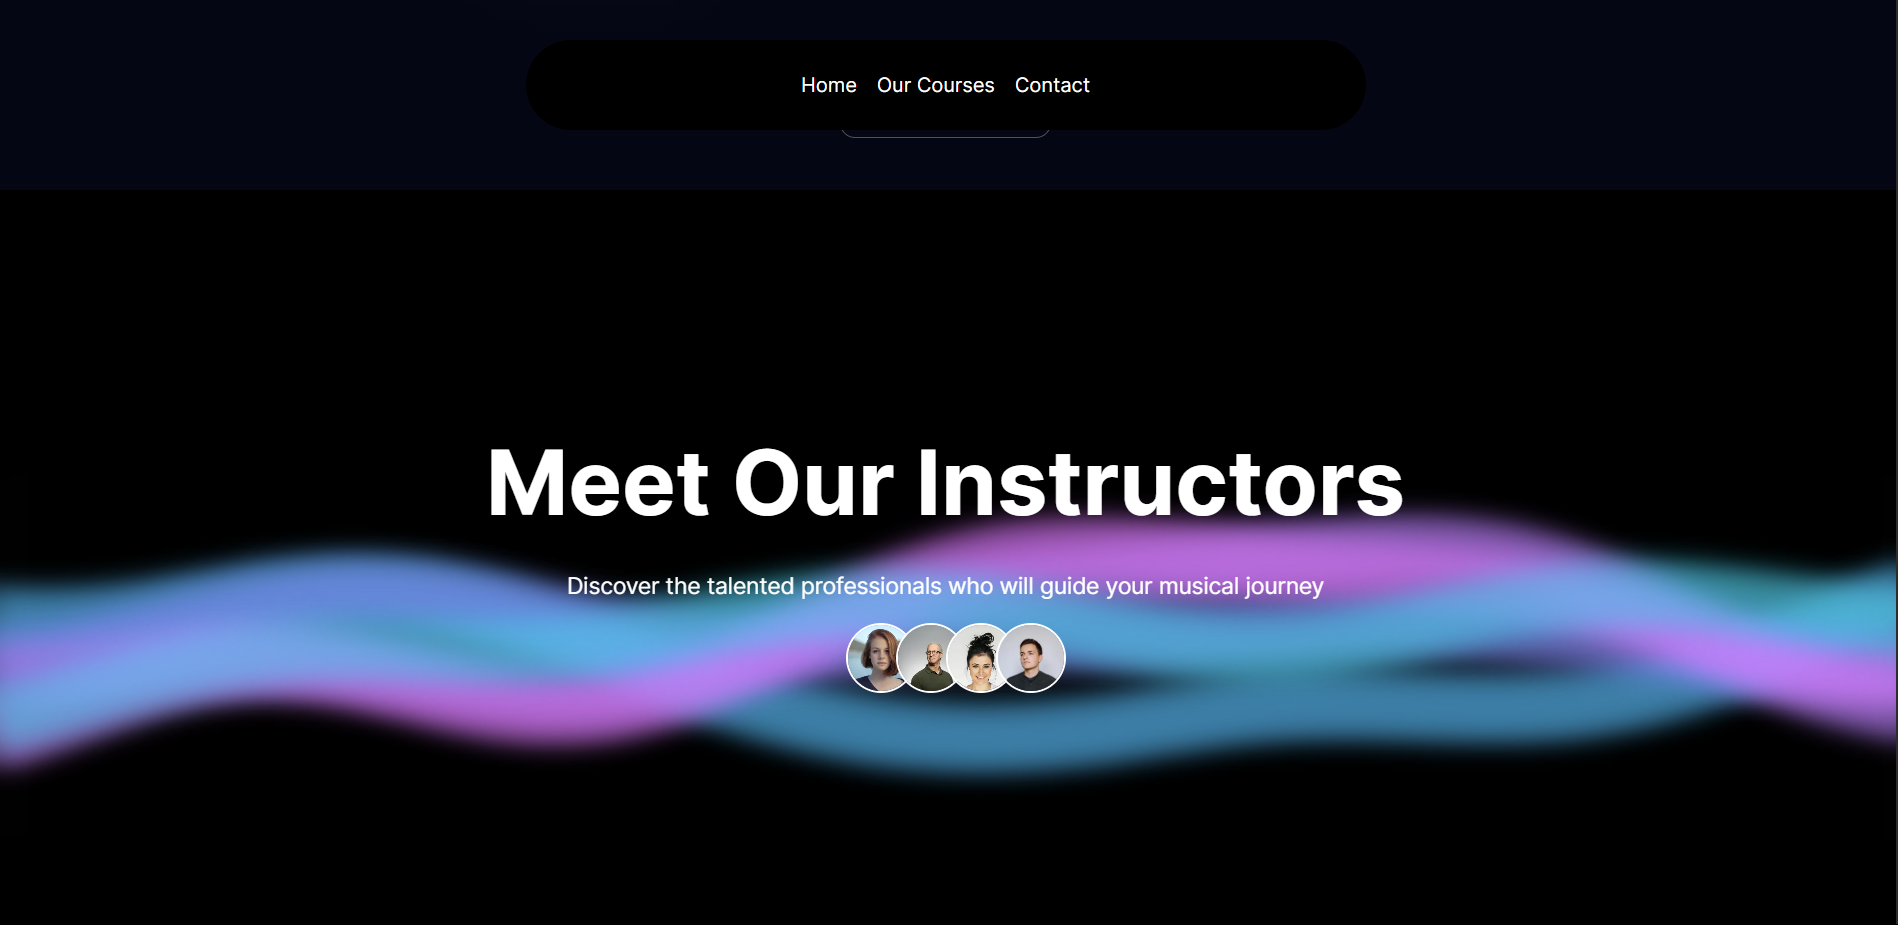 Home Our Courses Contact
Meet Our Instructors
Discover the talented professionals who will guide your musical journey